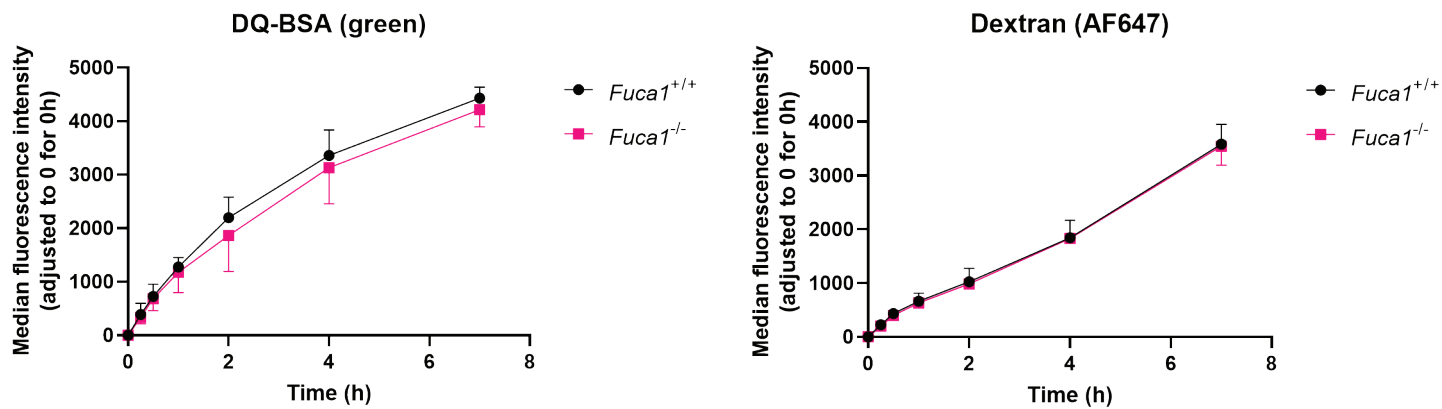 DQ-BSA (green)
Median fluorescence intensity
(adjusted to 0 for 0h)
5000
4000
3000
2000
1000
0
0 2 4 6 8
Time (h)
Fuca1+/+
Fuca1-/-
Dextran (AF647)
Median fluorescence intensity
(adjusted to 0 for 0h)
5000
4000
3000
2000
1000
0
0 2 4 6 8
Time (h)
Fuca1+/+
Fuca1-/-